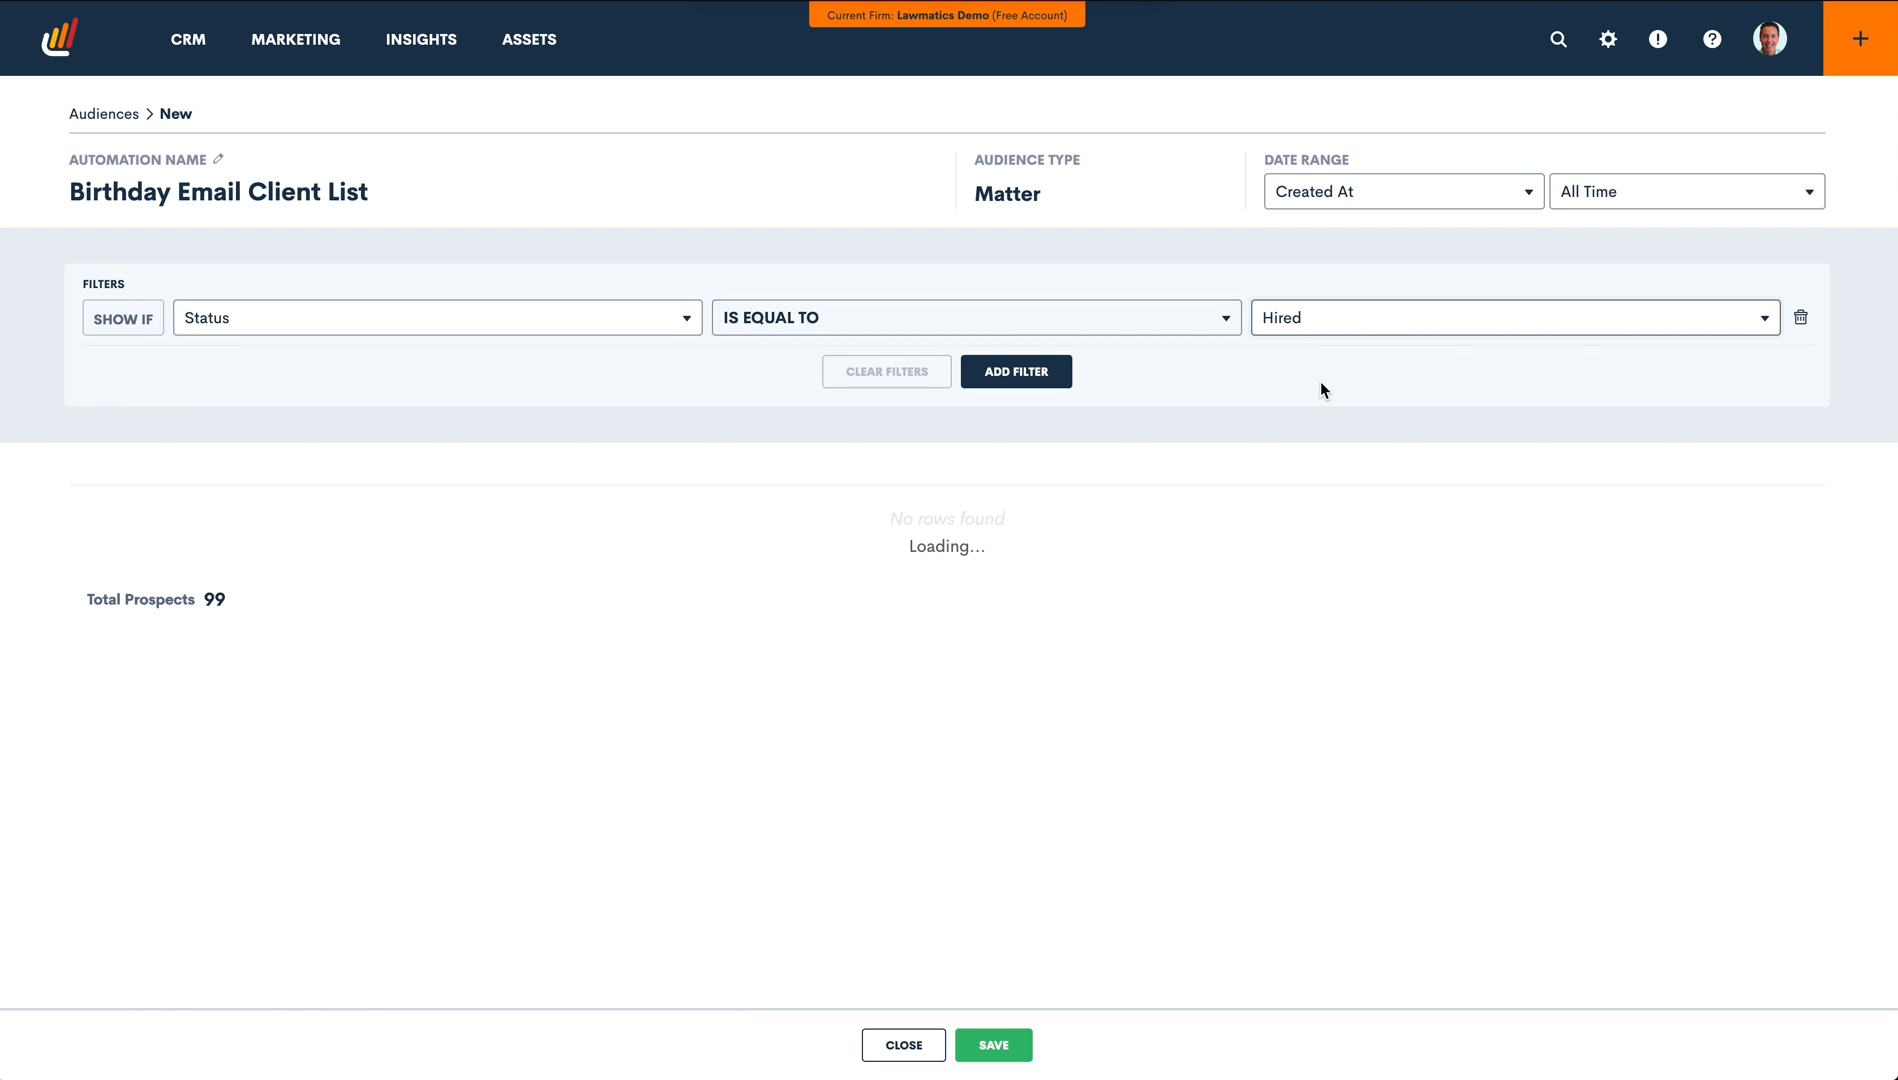 Current Firm: Lawmatics Demo (Free Account)
CRM MARKETING INSIGHTS ASSETS
Audiences > New
AUTOMATION NAME
Birthday Email Client List
AUDIENCE TYPE
Matter
DATE RANGE
Created At
All Time
FILTERS
SHOW IF Status IS EQUAL TO Hired
CLEAR FILTERS ADD FILTER
No rows found
Loading...
Total Prospects 99
CLOSE SAVE